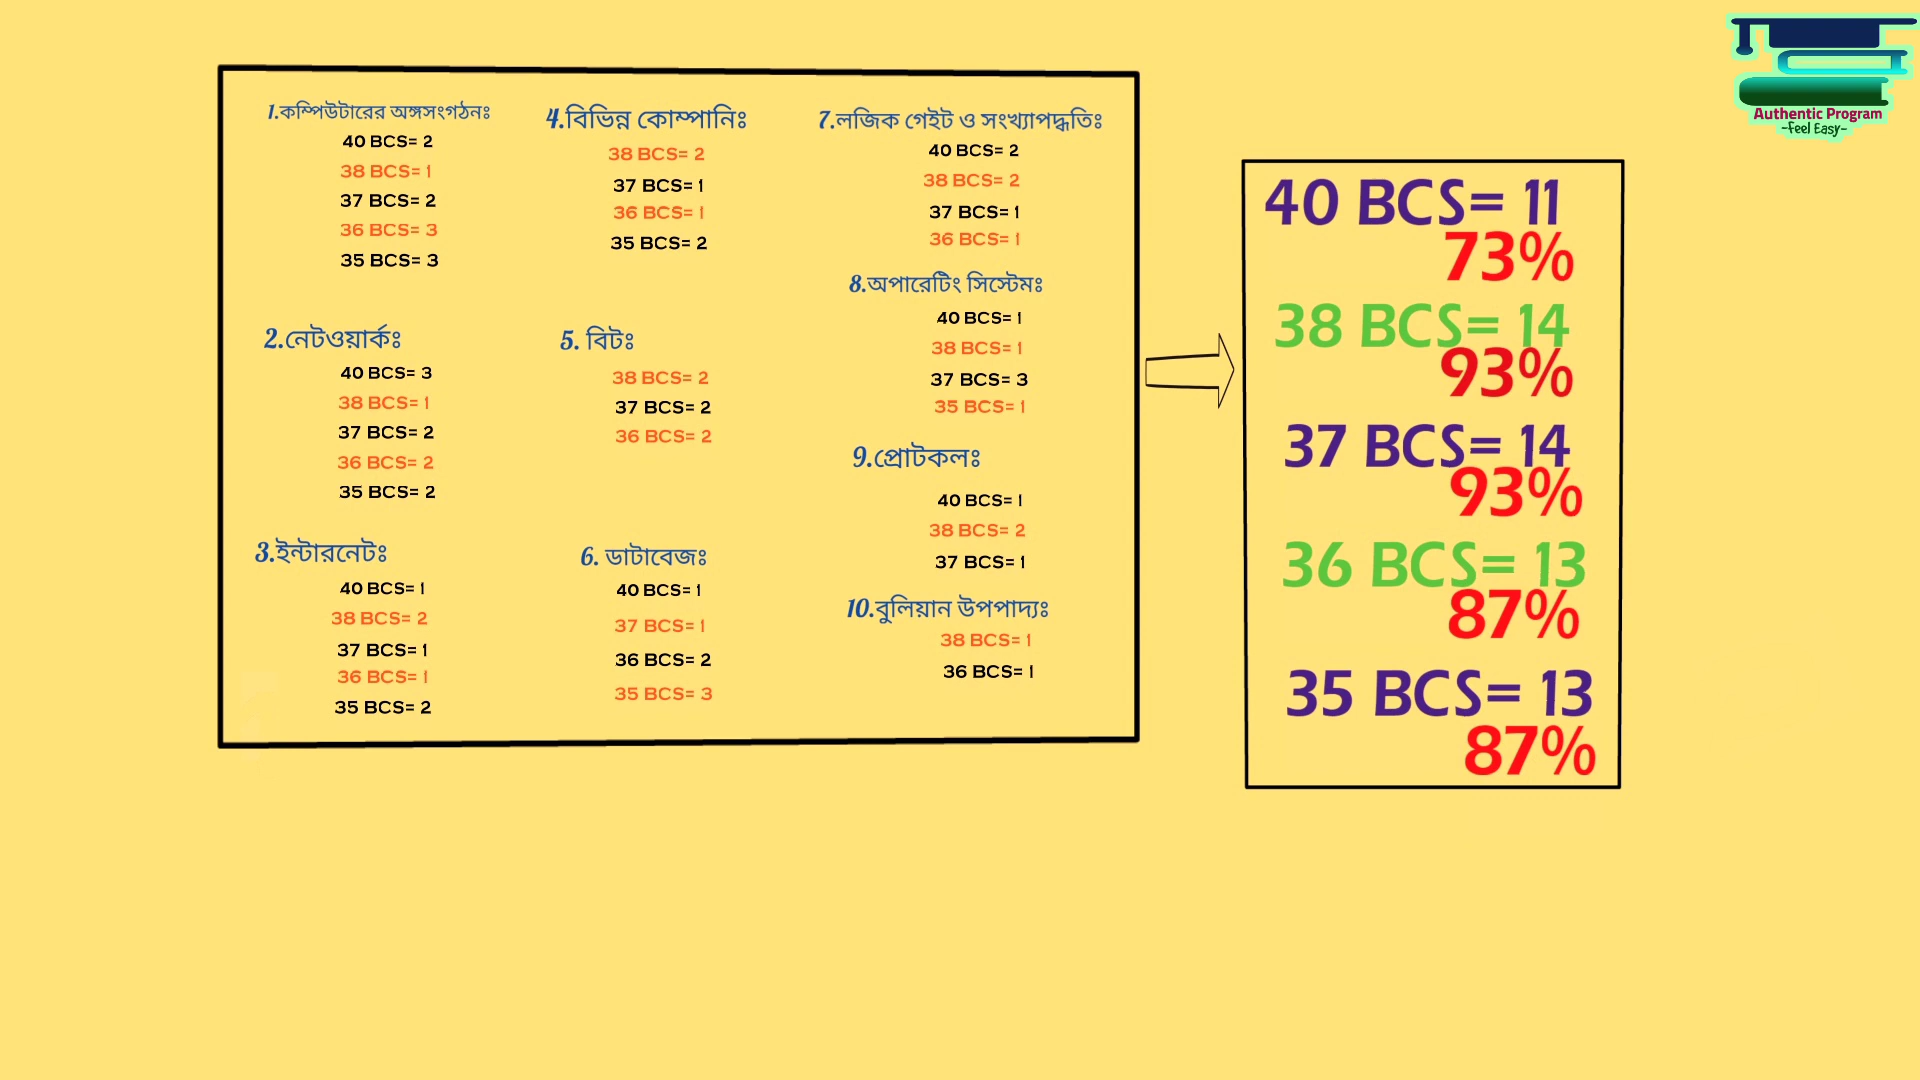 1.কম্পিউটারের অঙ্গসংগঠনঃ
40 BCS= 2
38 BCS= 1
37 BCS= 2
36 BCS= 3
35 BCS= 3
2.নেটওয়ার্কঃ
40 BCS= 3
38 BCS= 1
37 BCS= 2
36 BCS= 2
35 BCS= 2
3.ইন্টারনেটঃ
40 BCS= 1
38 BCS= 2
37 BCS= 1
36 BCS= 1
35 BCS= 2
4.বিভিন্ন কোম্পানিঃ
38 BCS= 2
37 BCS= 1
36 BCS= 1
35 BCS= 2
5. বিটঃ
38 BCS= 2
37 BCS= 2
36 BCS= 2
6. ডাটাবেজঃ
40 BCS= 1
37 BCS= 1
36 BCS= 2
35 BCS= 3
7.লজিক গেইট ও সংখ্যাপদ্ধতিঃ
40 BCS= 2
38 BCS= 2
37 BCS= 1
36 BCS= 1
8.অপারেটিং সিস্টেমঃ
40 BCS= 1
38 BCS= 1
37 BCS= 3
35 BCS= 1
9.প্রোটকলঃ
40 BCS= 1
38 BCS= 2
37 BCS= 1
10.বুলিয়ান উপপাদ্যঃ
38 BCS= 1
36 BCS= 1
40 BCS= 11
73%
38 BCS= 14
93%
37 BCS= 14
93%
36 BCS= 13
87%
35 BCS= 13
87%
Authentic Program
-Feel Easy-